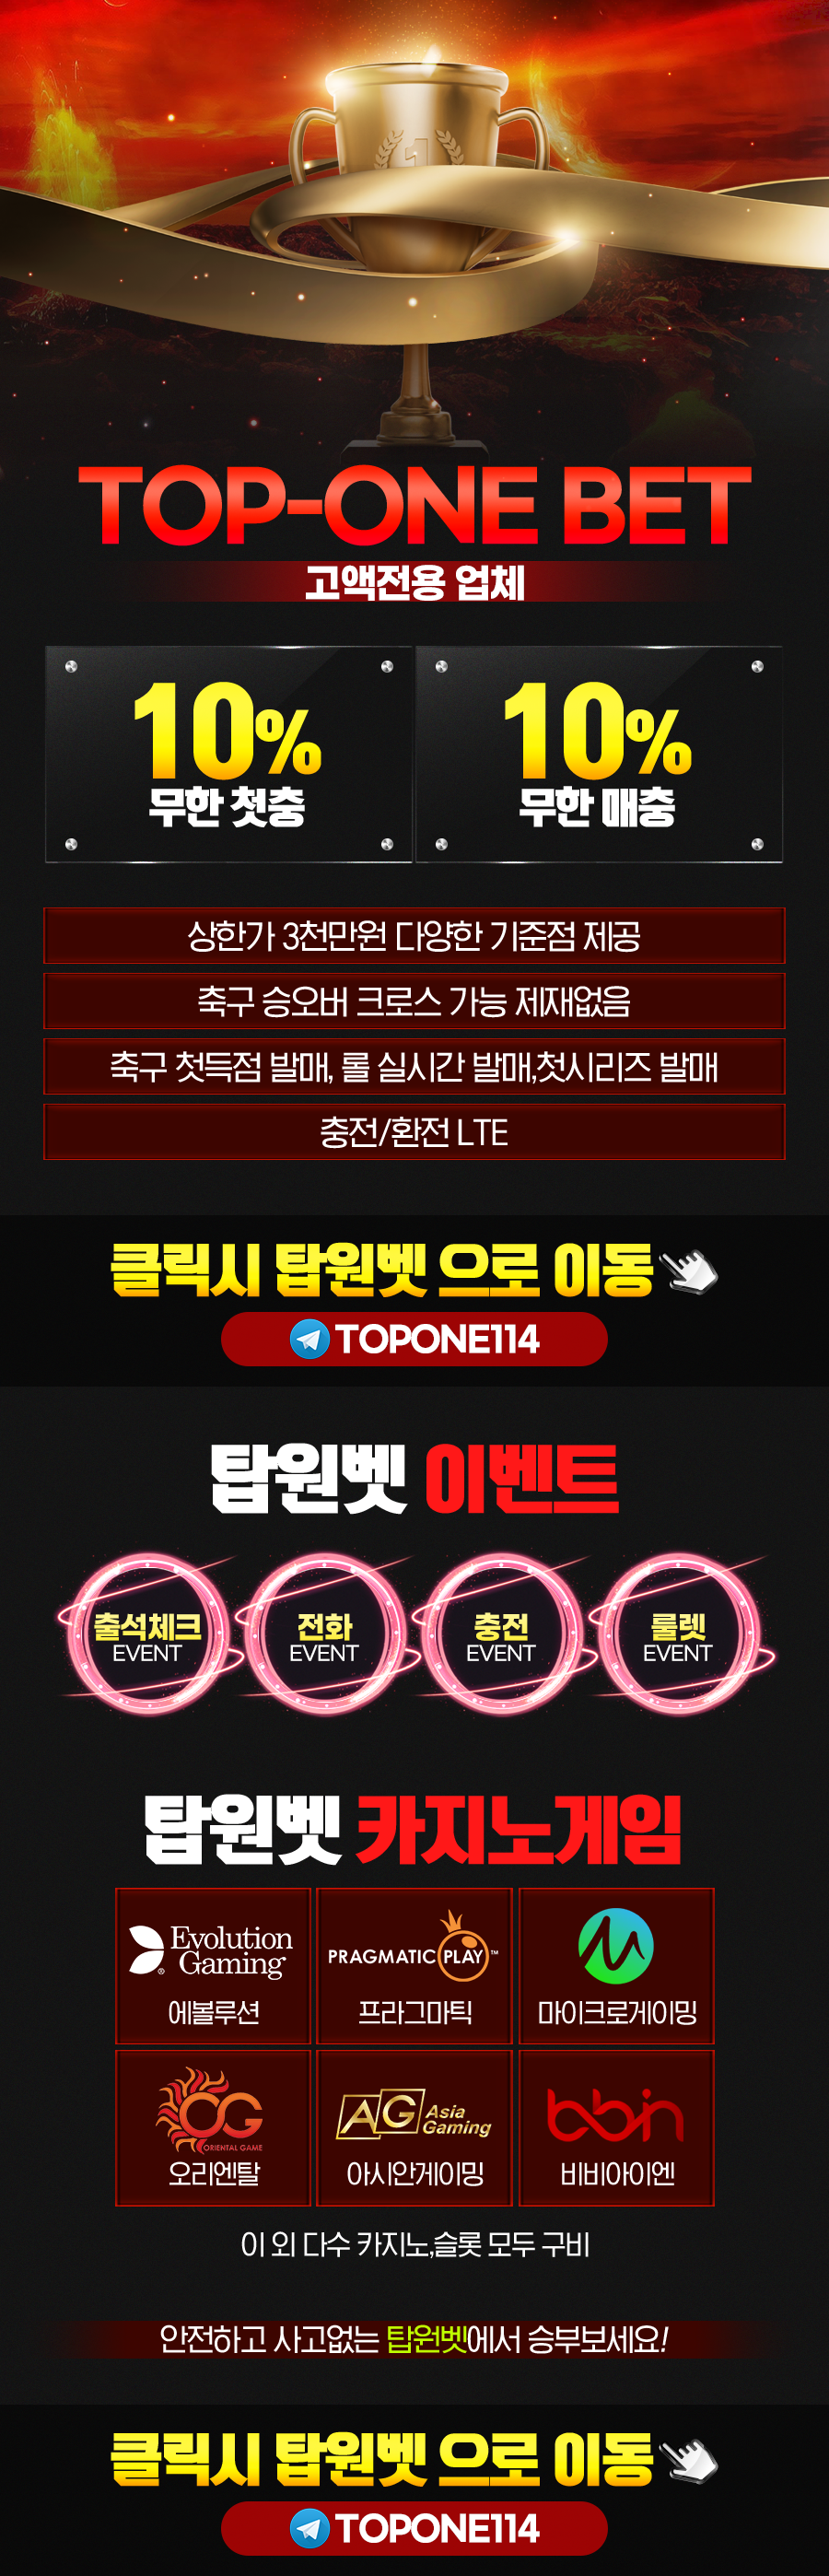 1
TOP-ONE BET
고액전용 업체
10% 10%
무한 첫충 무한 매충
상한가 3천만원 다양한 기준점 제공
축구 승오버 크로스 가능 제재없음
축구 첫득점 발매, 롤 실시간 발매,첫시리즈 발매
충전/환전 LTE
클릭시 탑원벳 으로 이동
TOPONE114
탑원벳 이벤트
출석체크 전화 충전 룰렛
EVENT EVENT EVENT EVENT
탑원벳 카지노게임
Evolution Gaming® PRAGMATIC PLAY™
에볼루션 프라그마틱 마이크로게이밍
OG ORIENTAL GAME AG Asia Gaming bbin
오리엔탈 아시안게이밍 비비아이엔
이 외 다수 카지노,슬롯 모두 구비
안전하고 사고없는 탑원벳에서 승부보세요!
클릭시 탑원벳 으로 이동
TOPONE114